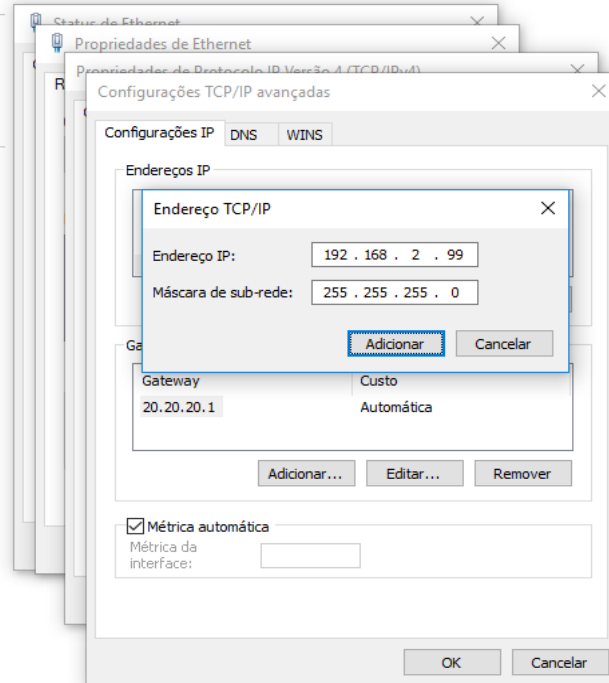 Status de Ethernet
Propriedades de Ethernet
Propriedades de Protocolo IP Versão 4 (TCP/IPv4)
R
Configurações TCP/IP avançadas
Configurações IP DNS WINS
Endereços IP
Endereço TCP/IP
Endereço IP: 192 . 168 . 2 . 99
Máscara de sub-rede: 255 . 255 . 255 . 0
Adicionar Cancelar
Ga
Gateway Custo
20.20.20.1 Automática
Adicionar... Editar... Remover
Métrica automática
Métrica da
interface:
OK Cancelar